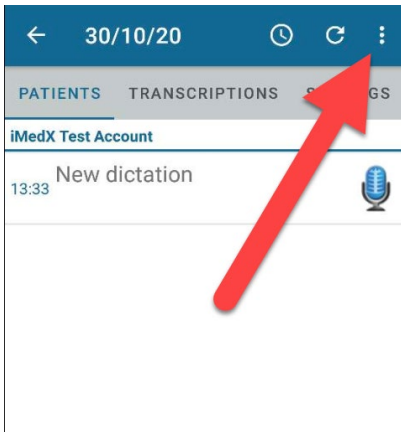 30/10/20
PATIENTS TRANSCRIPTIONS
iMedX Test Account
New dictation
13:33